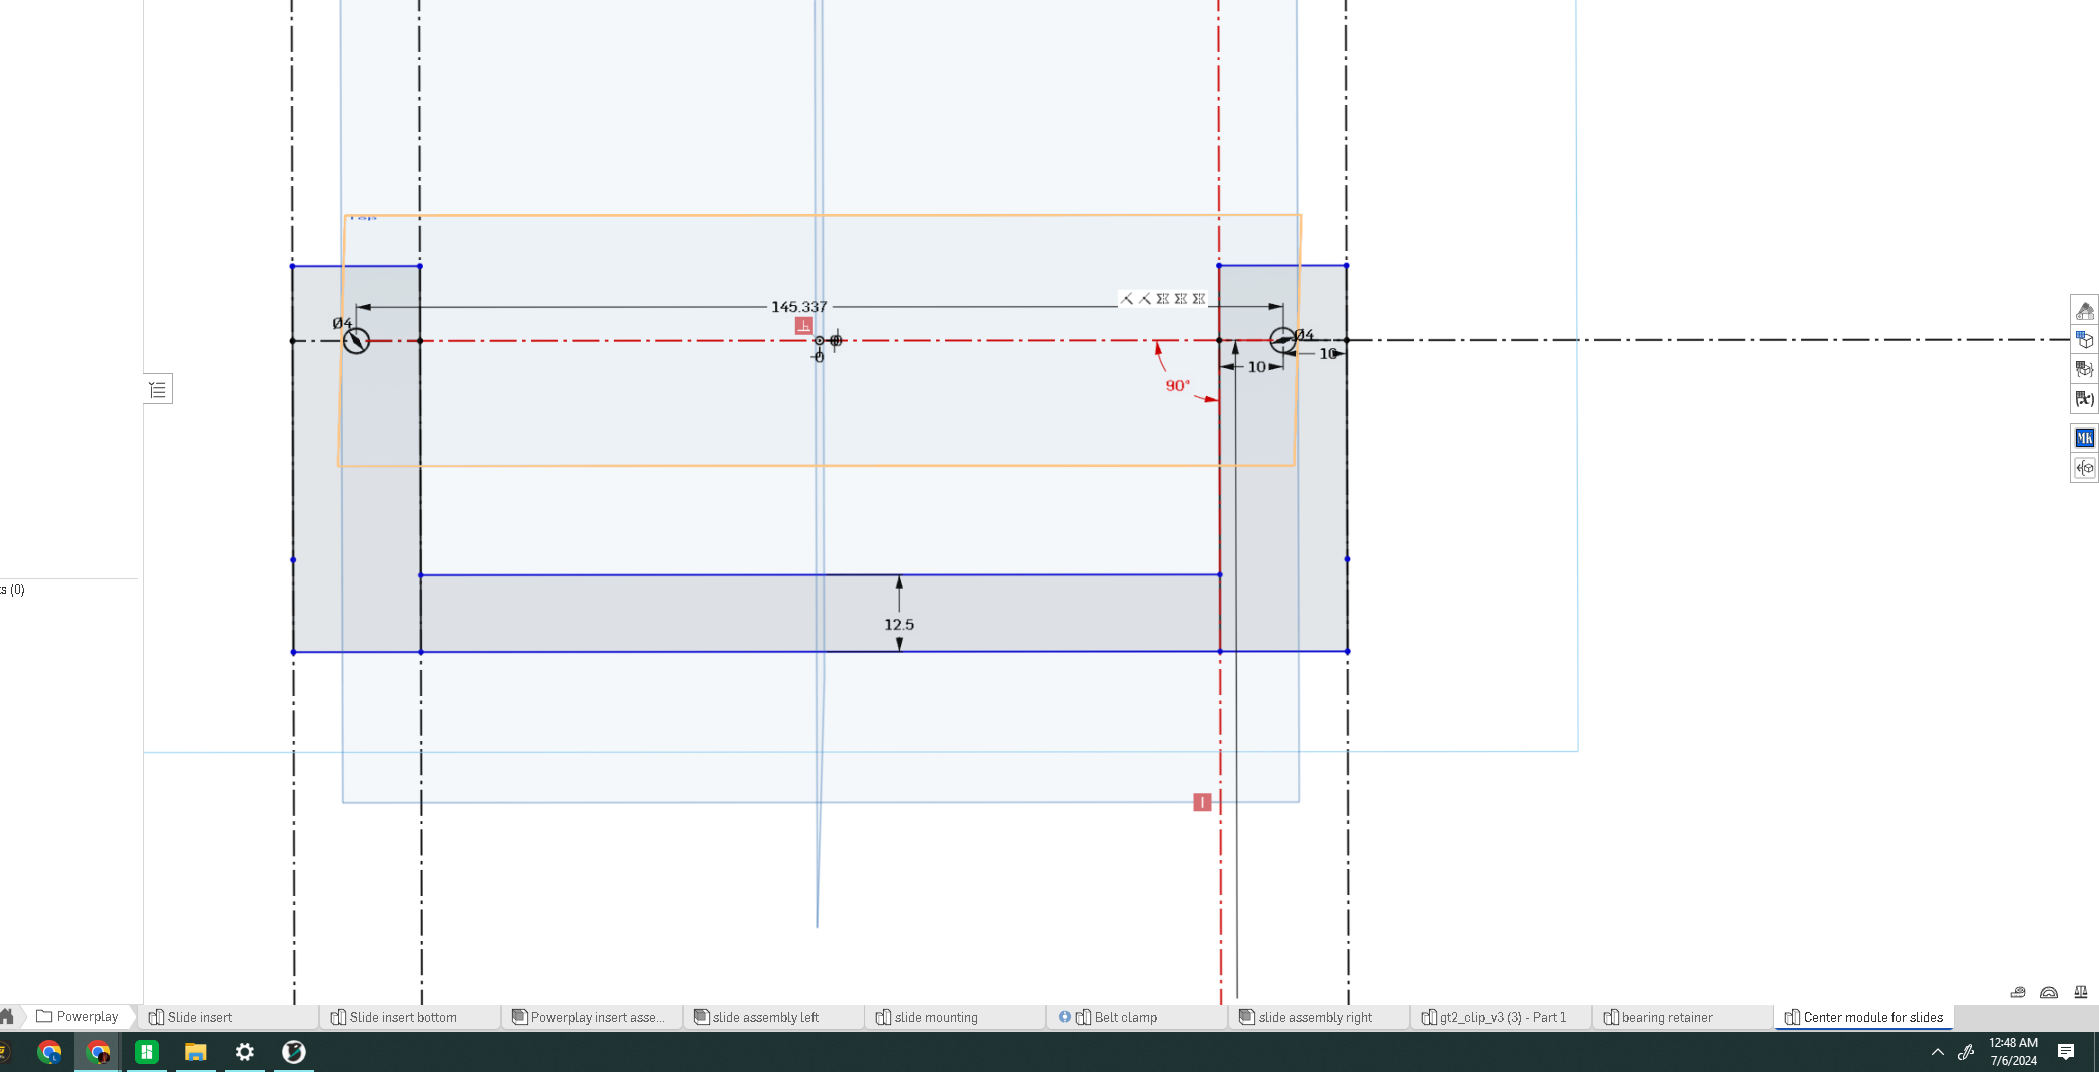 145.337
Ø4
Ø4
10
10
90°
12.5
ts (0)
(x)
MK
Powerplay
Slide insert
Slide insert bottom
Powerplay insert asse...
slide assembly left
slide mounting
Belt clamp
slide assembly right
gt2_clip_v3 (3) - Part 1
bearing retainer
Center module for slides
12:48 AM
7/6/2024